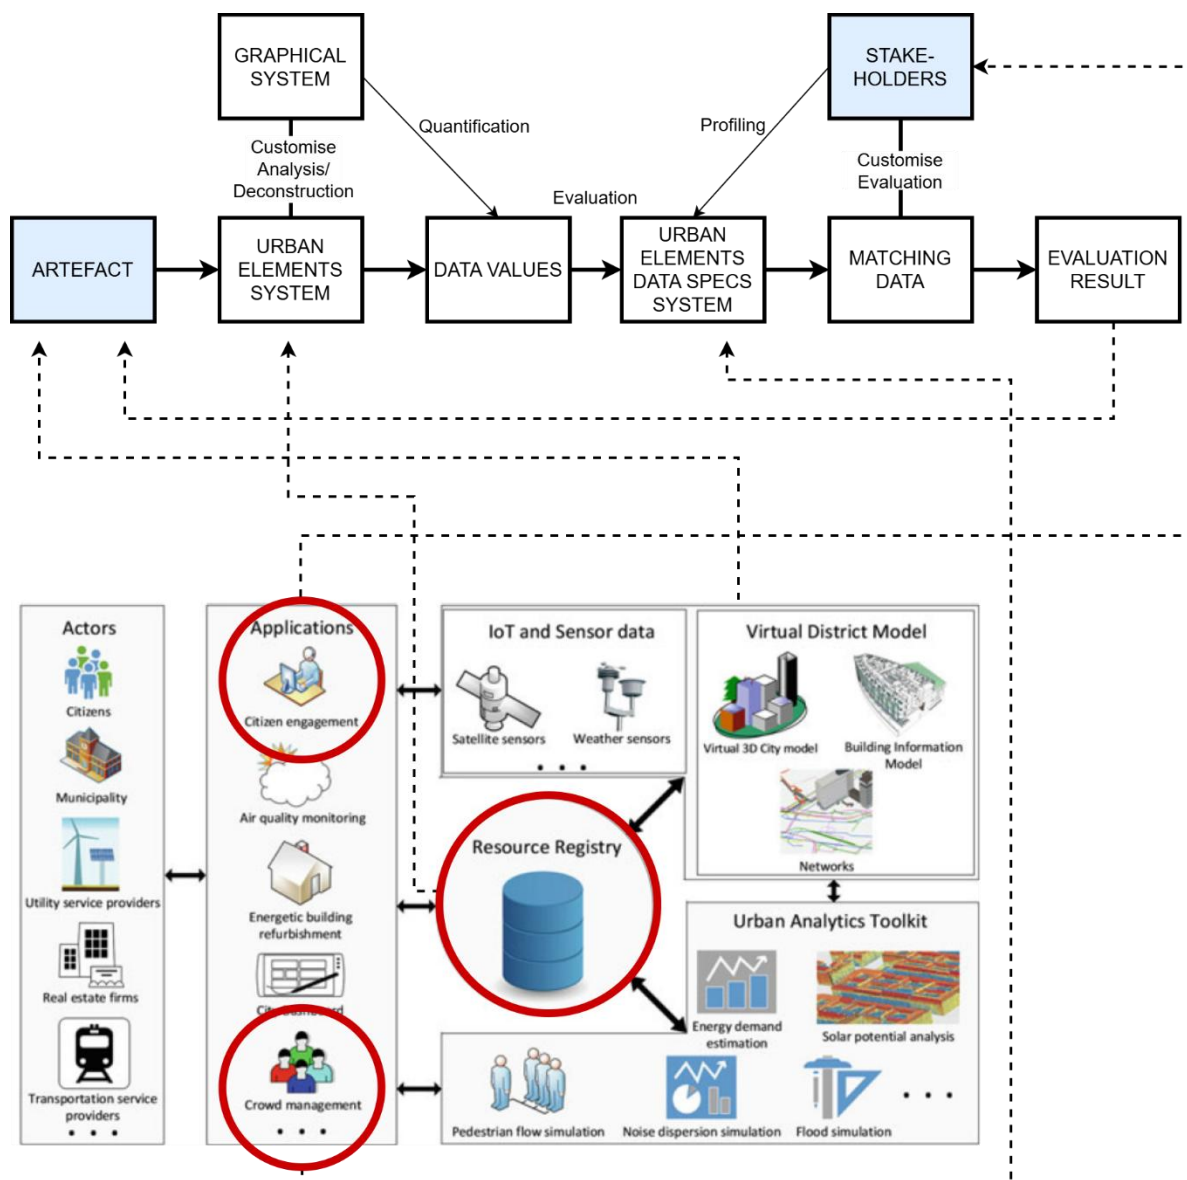 GRAPHICAL
SYSTEM
STAKE-
HOLDERS
Quantification
Profiling
Customise
Analysis/
Deconstruction
Customise
Evaluation
Evaluation
ARTEFACT
URBAN
ELEMENTS
SYSTEM
DATA VALUES
URBAN
ELEMENTS
DATA SPECS
SYSTEM
MATCHING
DATA
EVALUATION
RESULT
Actors
Citizens
Municipality
Utility service providers
Real estate firms
Transportation service
providers
Applications
Citizen engagement
Air quality monitoring
Energetic building
refurbishment
City dashboard
Crowd management
IoT and Sensor data
Satellite sensors
Weather sensors
Virtual District Model
Virtual 3D City model
Building Information
Model
Networks
Resource Registry
Urban Analytics Toolkit
Energy demand
estimation
Solar potential analysis
Pedestrian flow simulation
Noise dispersion simulation
Flood simulation